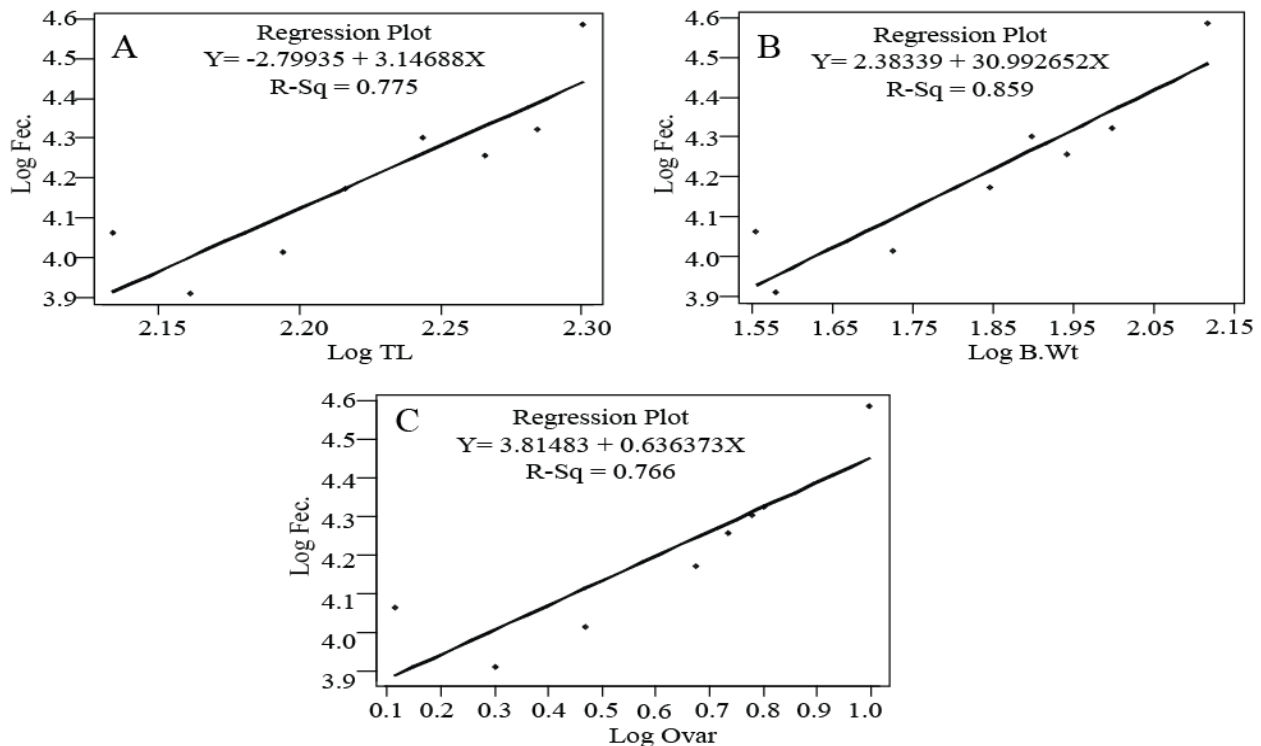 A
Regression Plot
Y= -2.79935 + 3.14688X
R-Sq = 0.775
Log Fec.
4.6
4.5
4.4
4.3
4.2
4.1
4.0
3.9
2.15 2.20 2.25 2.30
Log TL
B
Regression Plot
Y= 2.38339 + 30.992652X
R-Sq = 0.859
Log Fec.
4.6
4.5
4.4
4.3
4.2
4.1
4.0
3.9
1.55 1.65 1.75 1.85 1.95 2.05 2.15
Log B.Wt
C
Regression Plot
Y= 3.81483 + 0.636373X
R-Sq = 0.766
Log Fec.
4.6
4.5
4.4
4.3
4.2
4.1
4.0
3.9
0.1 0.2 0.3 0.4 0.5 0.6 0.7 0.8 0.9 1.0
Log Ovar